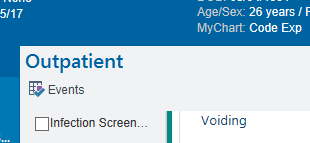 5/17
Age/Sex: 26 years / F
MyChart: Code Exp
Outpatient
Events
Infection Screen...
Voiding